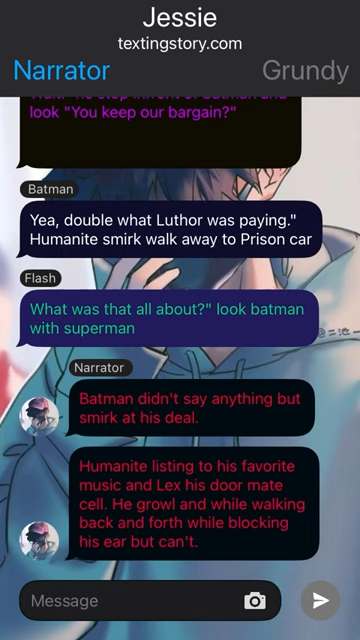 Jessie
textingstory.com
Narrator
Grundy
look "You keep our bargain?"
Batman
Yea, double what Luthor was paying."
Humanite smirk walk away to Prison car
Flash
What was that all about?" look batman
with superman
Narrator
Batman didn't say anything but
smirk at his deal.
Humanite listing to his favorite
music and Lex his door mate
cell. He growl and while walking
back and forth while blocking
his ear but can't.
Message